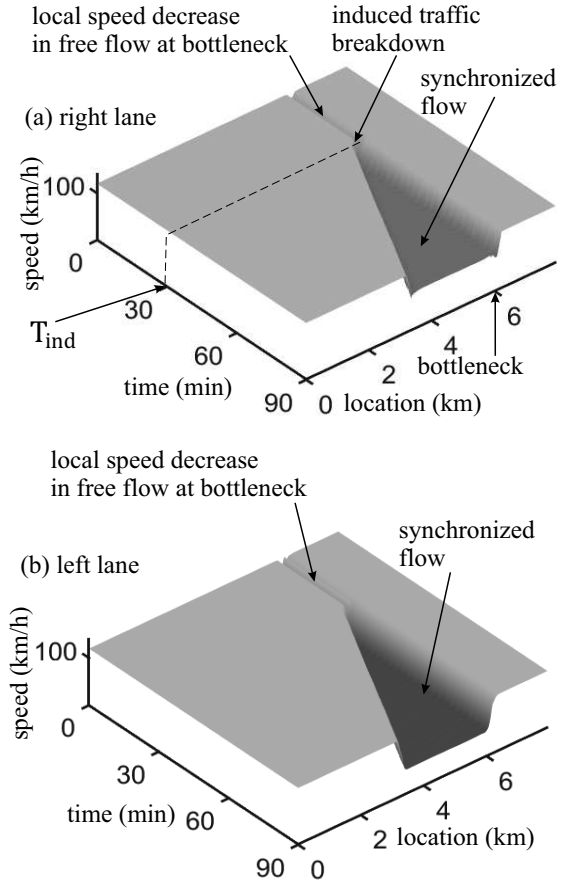 local speed decrease
in free flow at bottleneck
induced traffic
breakdown
synchronized
flow
(a) right lane
speed (km/h)
100
0
30
60
90
T_ind
time (min)
0
2
4
6
location (km)
bottleneck
local speed decrease
in free flow at bottleneck
synchronized
flow
(b) left lane
speed (km/h)
100
0
30
60
90
time (min)
0
2
4
6
location (km)